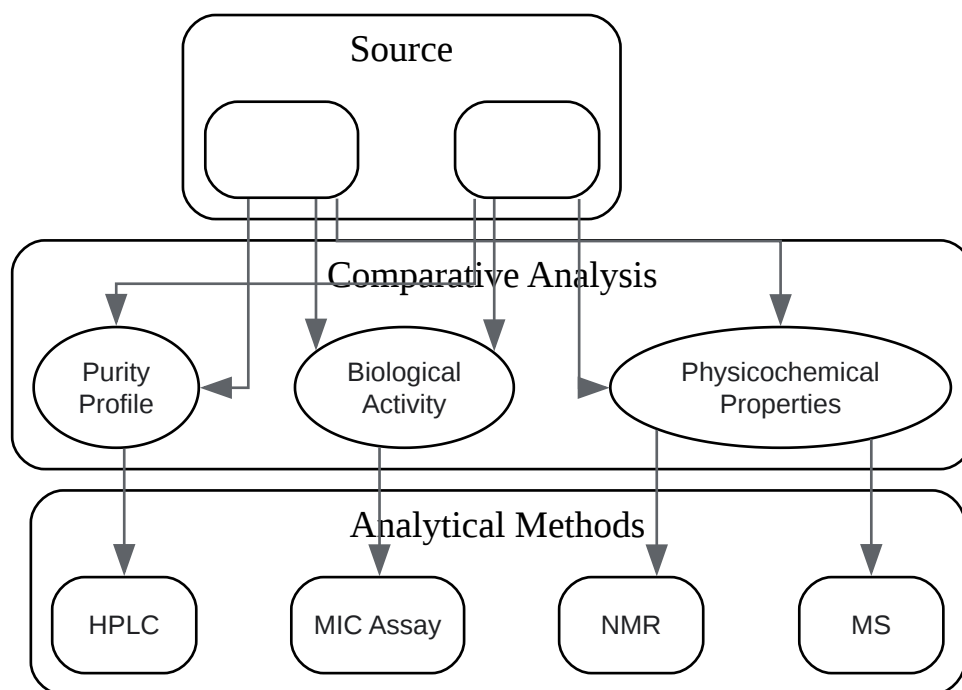 Source
Comparative Analysis
Purity
Profile
Biological
Activity
Physicochemical
Properties
Analytical Methods
HPLC
MIC Assay
NMR
MS